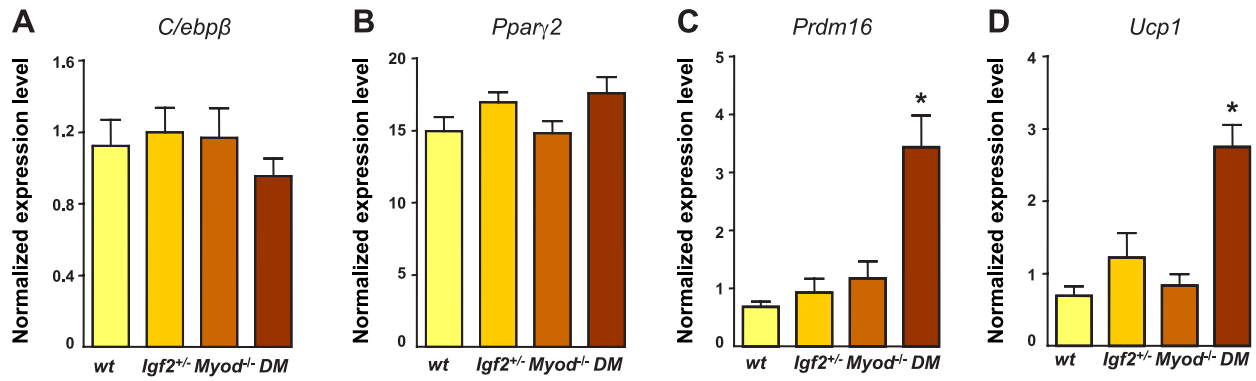 A
C/ebpβ
Normalized expression level
1.6
1.2
0.8
0.4
0
wt
Igf2+/-
Myod-/-
DM
B
Pparγ2
Normalized expression level
20
15
15
5
0
wt
Igf2+/-
Myod-/-
DM
C
Prdm16
Normalized expression level
5
4
3
2
1
0
*
wt
Igf2+/-
Myod-/-
DM
D
Ucp1
Normalized expression level
4
3
2
1
0
*
wt
Igf2+/-
Myod-/-
DM